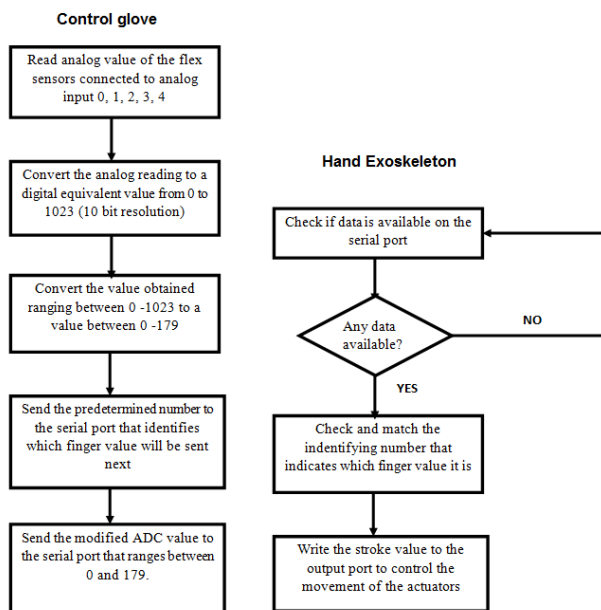 Control glove
Read analog value of the flex
sensors connected to analog
input 0, 1, 2, 3, 4
Convert the analog reading to a
digital equivalent value from 0 to
1023 (10 bit resolution)
Convert the value obtained
ranging between 0 -1023 to a
value between 0 -179
Send the predetermined number to
the serial port that identifies
which finger value will be sent
next
Send the modified ADC value to
the serial port that ranges between
0 and 179.
Hand Exoskeleton
Check if data is available on the
serial port
Any data
available?
NO
YES
Check and match the
indentifying number that
indicates which finger value it is
Write the stroke value to the
output port to control the
movement of the actuators